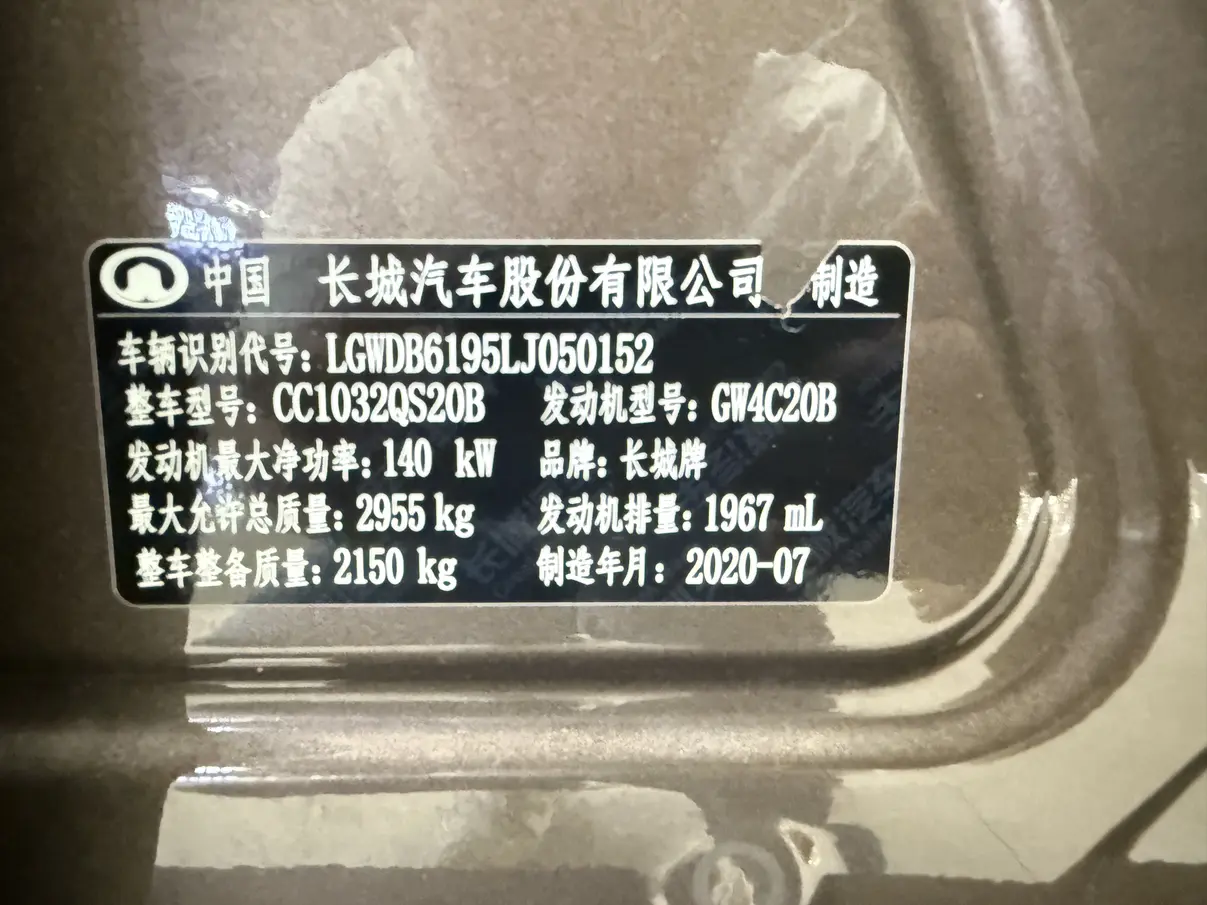 中国 长城汽车股份有限公司 制造
车辆识别代号：LGWDB6195LJ050152
整车型号：CC1032QS20B 发动机型号：GW4C20B
发动机最大净功率：140 kW 品牌：长城牌
最大允许总质量：2955 kg 发动机排量：1967 mL
整车整备质量：2150 kg 制造年月：2020-07